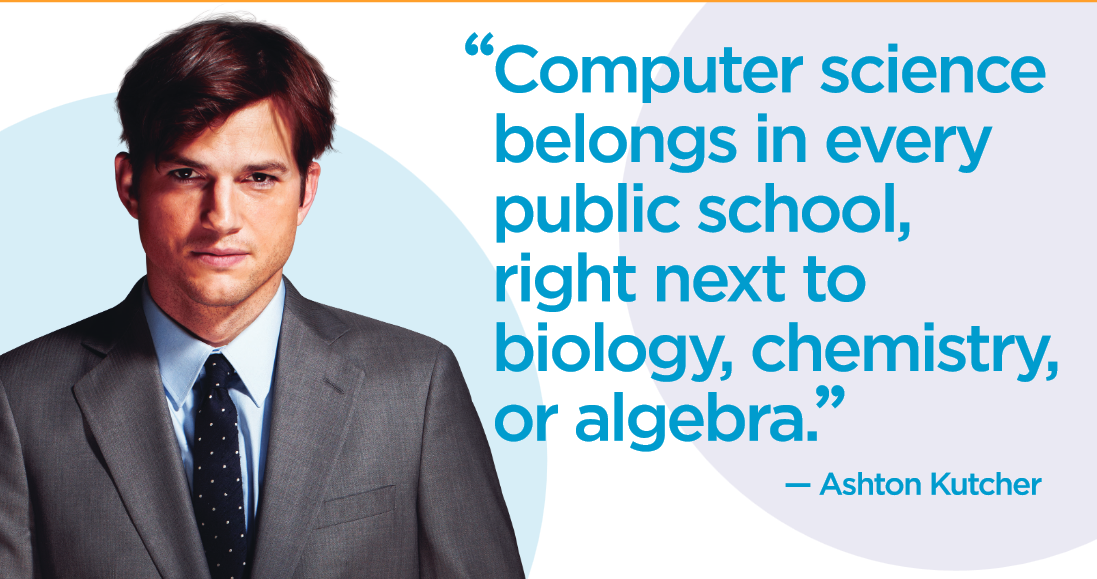 “Computer science
belongs in every
public school,
right next to
biology, chemistry,
or algebra.”
— Ashton Kutcher